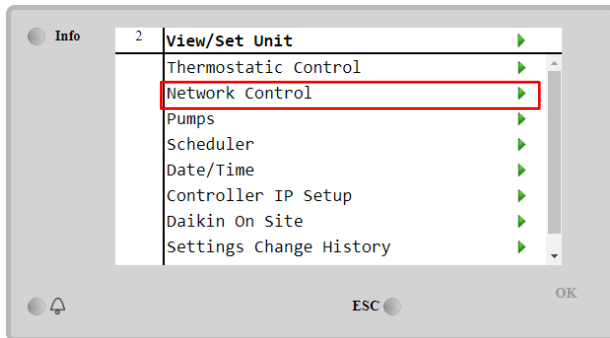 Info
2 View/Set Unit
Thermostatic Control
Network Control
Pumps
Scheduler
Date/Time
Controller IP Setup
Daikin On Site
Settings Change History
ESC
OK